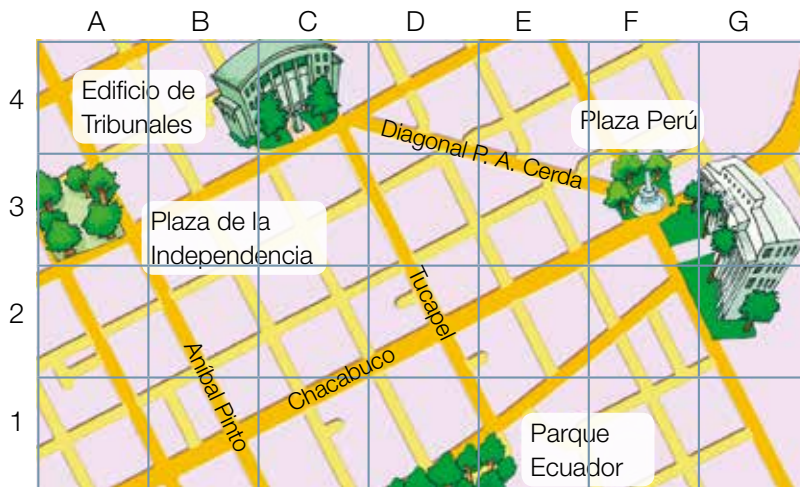 A B C D E F G
4
Edificio de
Tribunales
Diagonal P. A. Cerda
Plaza Perú
3
Plaza de la
Independencia
2
Tucapel
Aníbal Pinto
Chacabuco
1
Parque
Ecuador